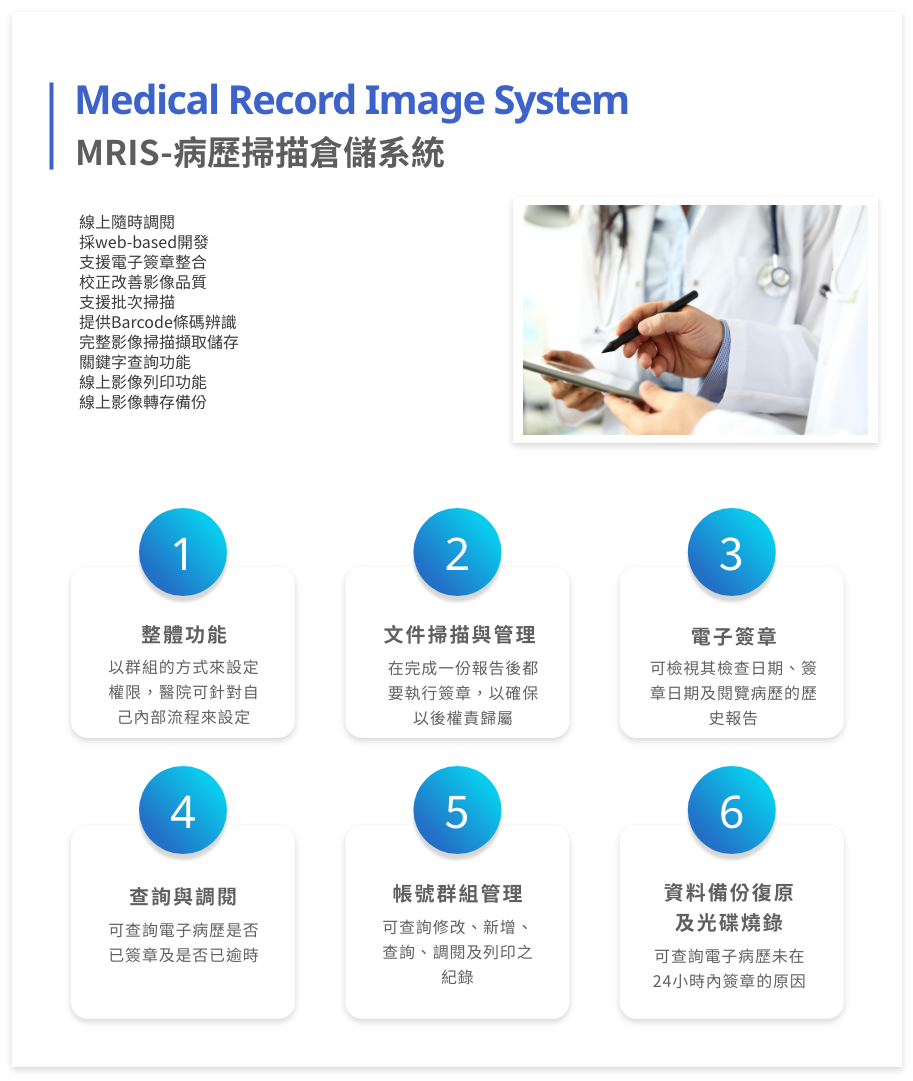 Medical Record Image System
MRIS-病歷掃描倉儲系統
線上隨時調閱
採web-based開發
支援電子簽章整合
校正改善影像品質
支援批次掃描
提供Barcode條碼辨識
完整影像掃描擷取儲存
關鍵字查詢功能
線上影像列印功能
線上影像轉存備份
1
整體功能
以群組的方式來設定
權限，醫院可針對自
己內部流程來設定
2
文件掃描與管理
在完成一份報告後都
要執行簽章，以確保
以後權責歸屬
3
電子簽章
可檢視其檢查日期、簽
章日期及閱覽病歷的歷
史報告
4
查詢與調閱
可查詢電子病歷是否
已簽章及是否已逾時
5
帳號群組管理
可查詢修改、新增、
查詢、調閱及列印之
紀錄
6
資料備份復原
及光碟燒錄
可查詢電子病歷未在
24小時內簽章的原因